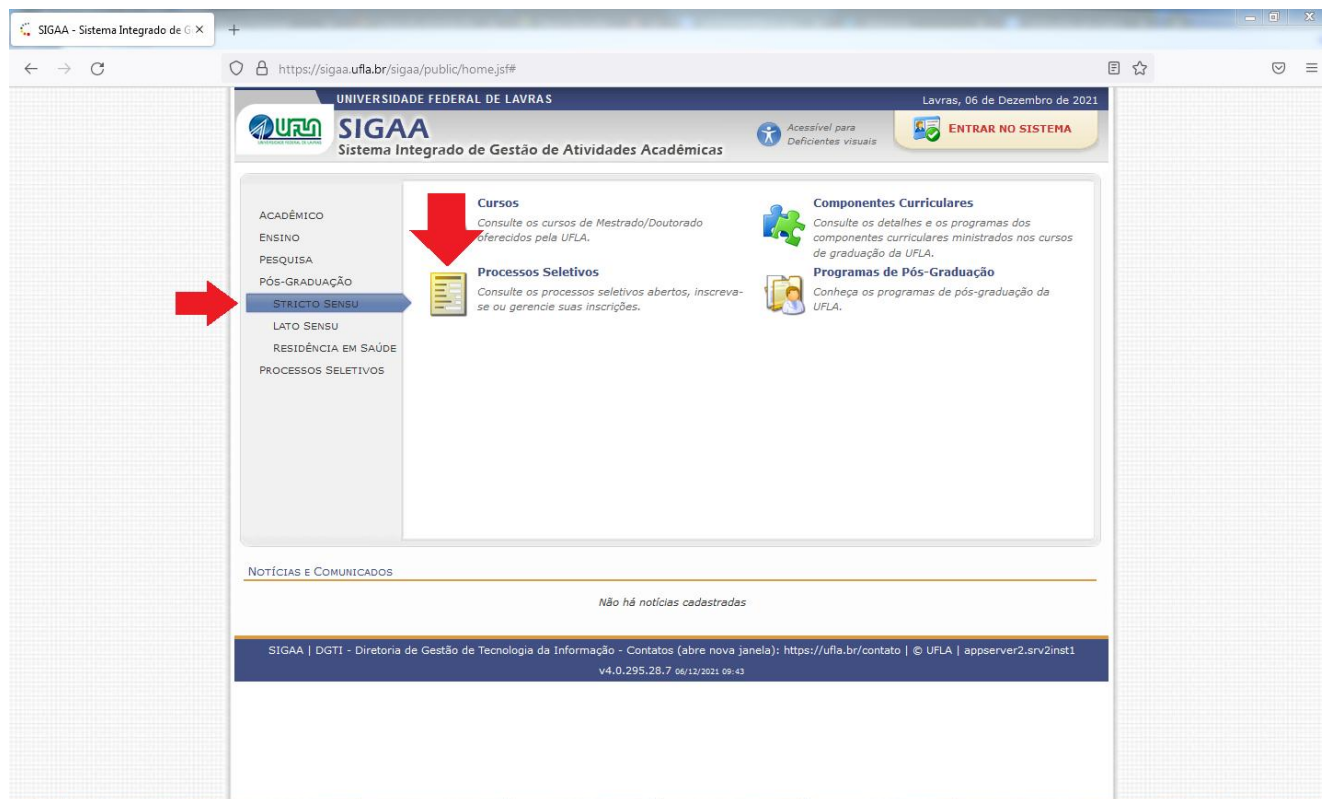 SIGAA - Sistema Integrado de G
https://sigaa.ufla.br/sigaa/public/home.jsf#
UNIVERSIDADE FEDERAL DE LAVRAS
Lavras, 06 de Dezembro de 2021
UFLA
SIGAA
Sistema Integrado de Gestão de Atividades Acadêmicas
Acessível para
Deficientes visuais
ENTRAR NO SISTEMA
ACADÊMICO
ENSINO
PESQUISA
PÓS-GRADUAÇÃO
STRICTO SENSU
LATO SENSU
RESIDÊNCIA EM SAÚDE
PROCESSOS SELETIVOS
Cursos
Consulte os cursos de Mestrado/Doutorado
oferecidos pela UFLA.
Processos Seletivos
Consulte os processos seletivos abertos, inscreva-
se ou gerencie suas inscrições.
Componentes Curriculares
Consulte os detalhes e os programas dos
componentes curriculares ministrados nos cursos
de graduação da UFLA.
Programas de Pós-Graduação
Conheça os programas de pós-graduação da
UFLA.
NOTÍCIAS E COMUNICADOS
Não há notícias cadastradas
SIGAA | DGTI - Diretoria de Gestão de Tecnologia da Informação - Contatos (abre nova janela): https://ufla.br/contato | © UFLA | appserver2.srv2inst1
v4.0.295.28.7 06/12/2021 09:43